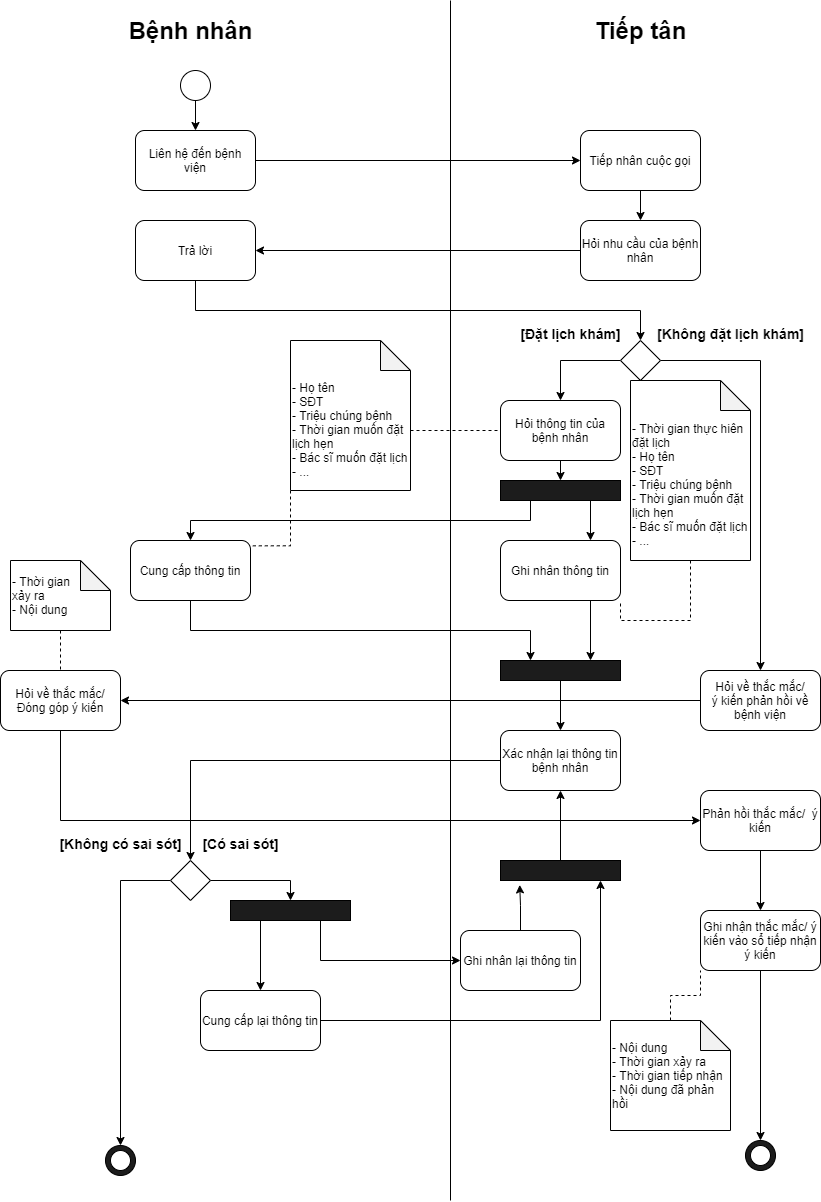 Bệnh nhân
Tiếp tân
Liên hệ đến bệnh
viện
Tiếp nhân cuộc gọi
Trả lời
Hỏi nhu cầu của bệnh
nhân
[Đặt lịch khám]
[Không đặt lịch khám]
- Họ tên
- SĐT
- Triệu chúng bệnh
- Thời gian muốn đặt
lịch hẹn
- Bác sĩ muốn đặt lịch
- ...
Hỏi thông tin của
bệnh nhân
- Thời gian thực hiên
đặt lịch
- Họ tên
- SĐT
- Triệu chúng bệnh
- Thời gian muốn đặt
lịch hẹn
- Bác sĩ muốn đặt lịch
- ...
Cung cấp thông tin
Ghi nhân thông tin
- Thời gian
xảy ra
- Nội dung
Hỏi về thắc mắc/
Đóng góp ý kiến
Hỏi về thắc mắc/
ý kiến phản hồi về
bệnh viện
Xác nhận lại thông tin
bệnh nhân
Phản hồi thắc mắc/ ý
kiến
[Không có sai sót]
[Có sai sót]
Ghi nhận thắc mắc/ ý
kiến vào sổ tiếp nhận
ý kiến
Ghi nhân lại thông tin
Cung cấp lại thông tin
- Nội dung
- Thời gian xảy ra
- Thời gian tiếp nhận
- Nội dung đã phản
hồi